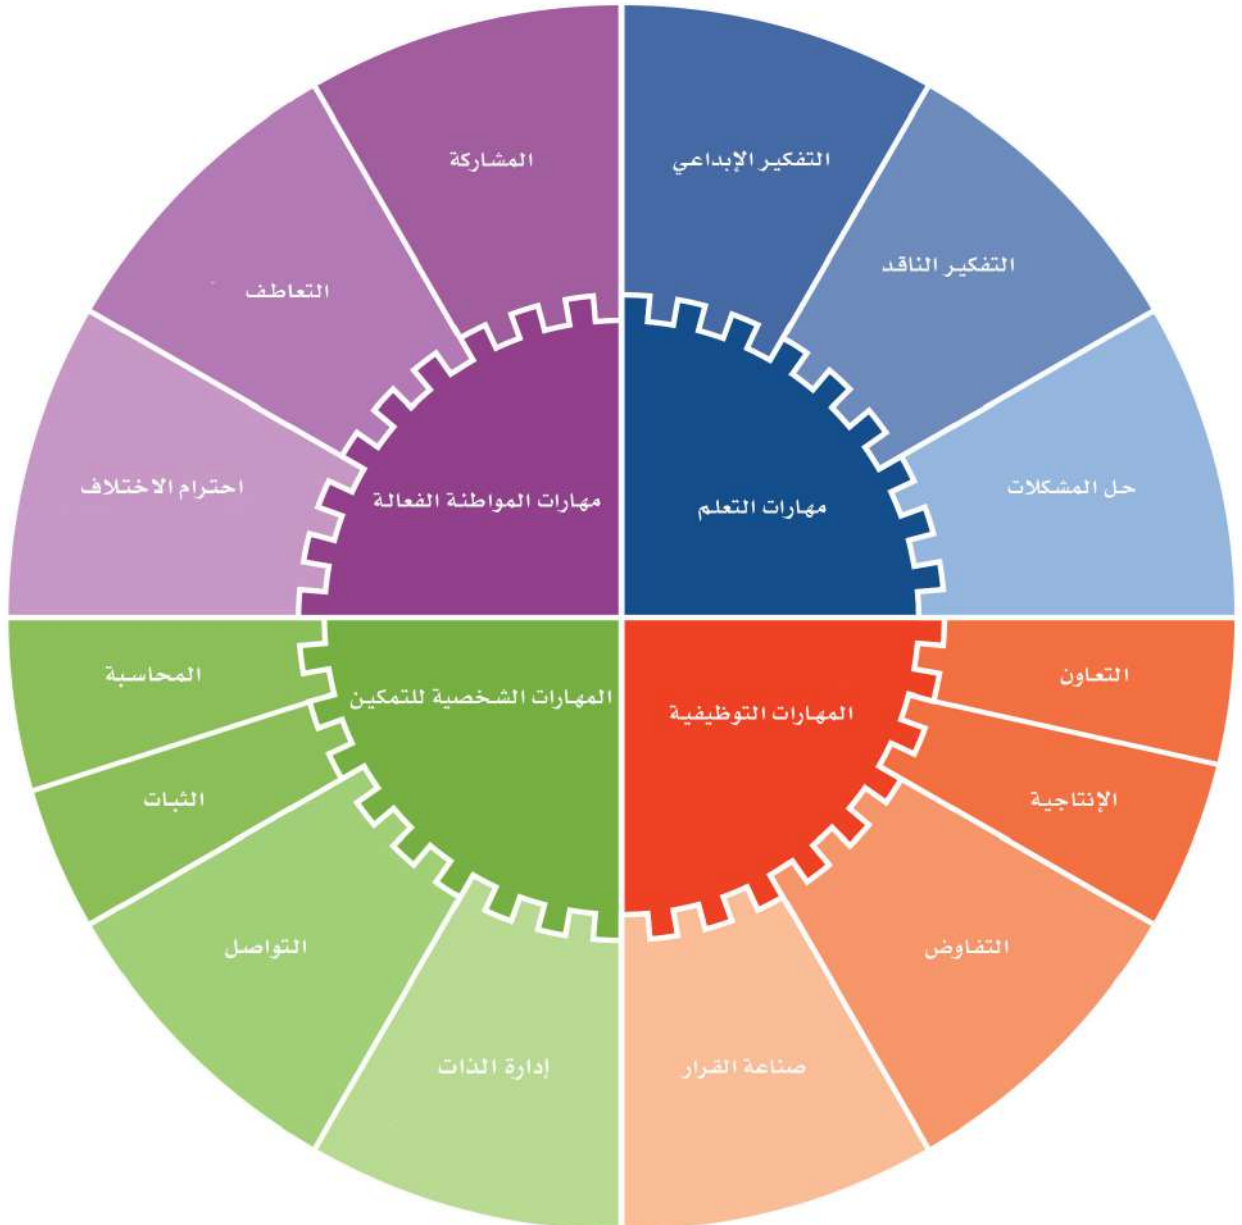 المشاركة
التفكير الإبداعي
التفكير الناقد
التعاطف
حل المشكلات
احترام الاختلاف
مهارات المواطنة الفعالة
مهارات التعلم
المحاسبة
المهارات الشخصية للتمكين
المهارات التوظيفية
التعاون
الثبات
الإنتاجية
التواصل
التفاوض
إدارة الذات
صناعة القرار